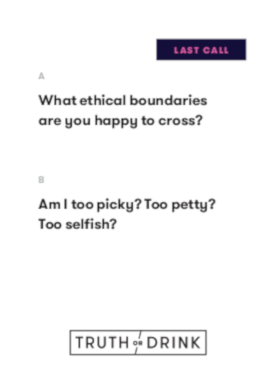 LAST CALL
A
What ethical boundaries
are you happy to cross?
B
Am I too picky? Too petty?
Too selfish?
TRUTH OR DRINK